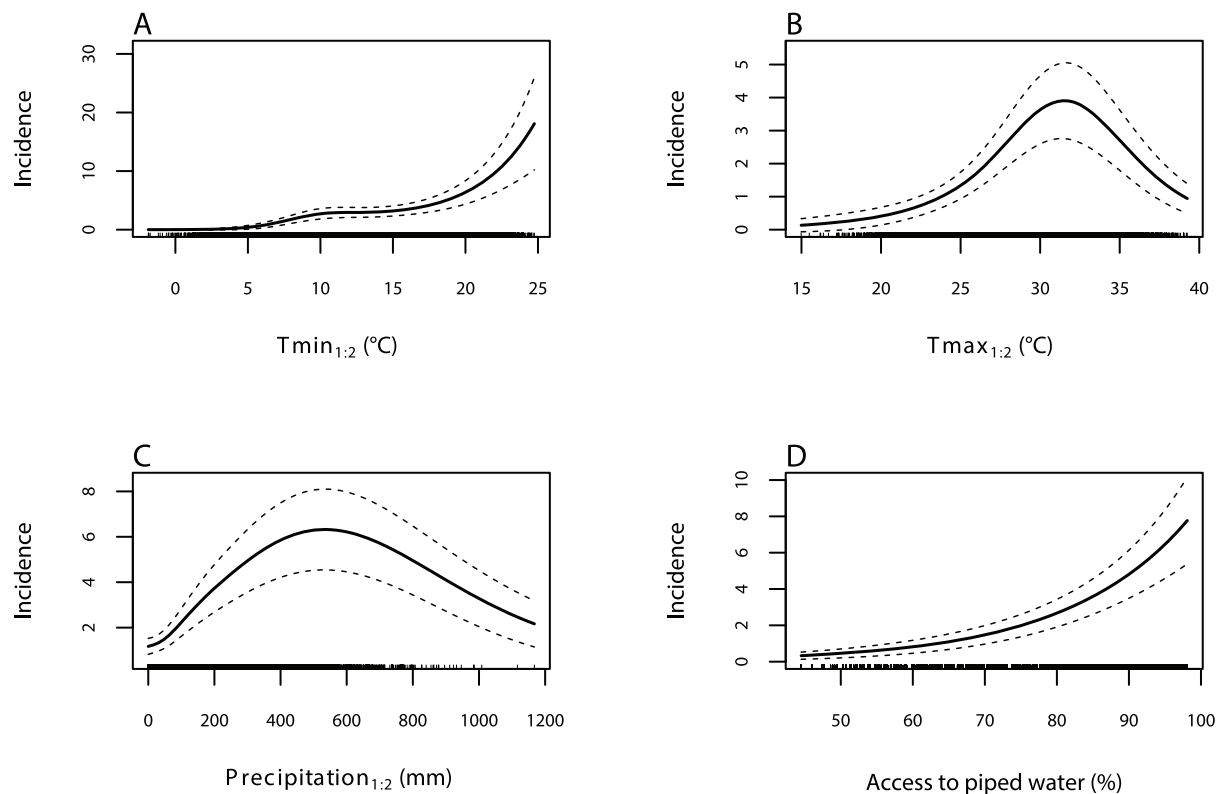 A
Incidence
0 10 20 30
0 5 10 15 20 25
Tmin1:2 (°C)
B
Incidence
0 1 2 3 4 5
15 20 25 30 35 40
Tmax1:2 (°C)
C
Incidence
2 4 6 8
0 200 400 600 800 1000 1200
Precipitation1:2 (mm)
D
Incidence
0 2 4 6 8 10
50 60 70 80 90 100
Access to piped water (%)